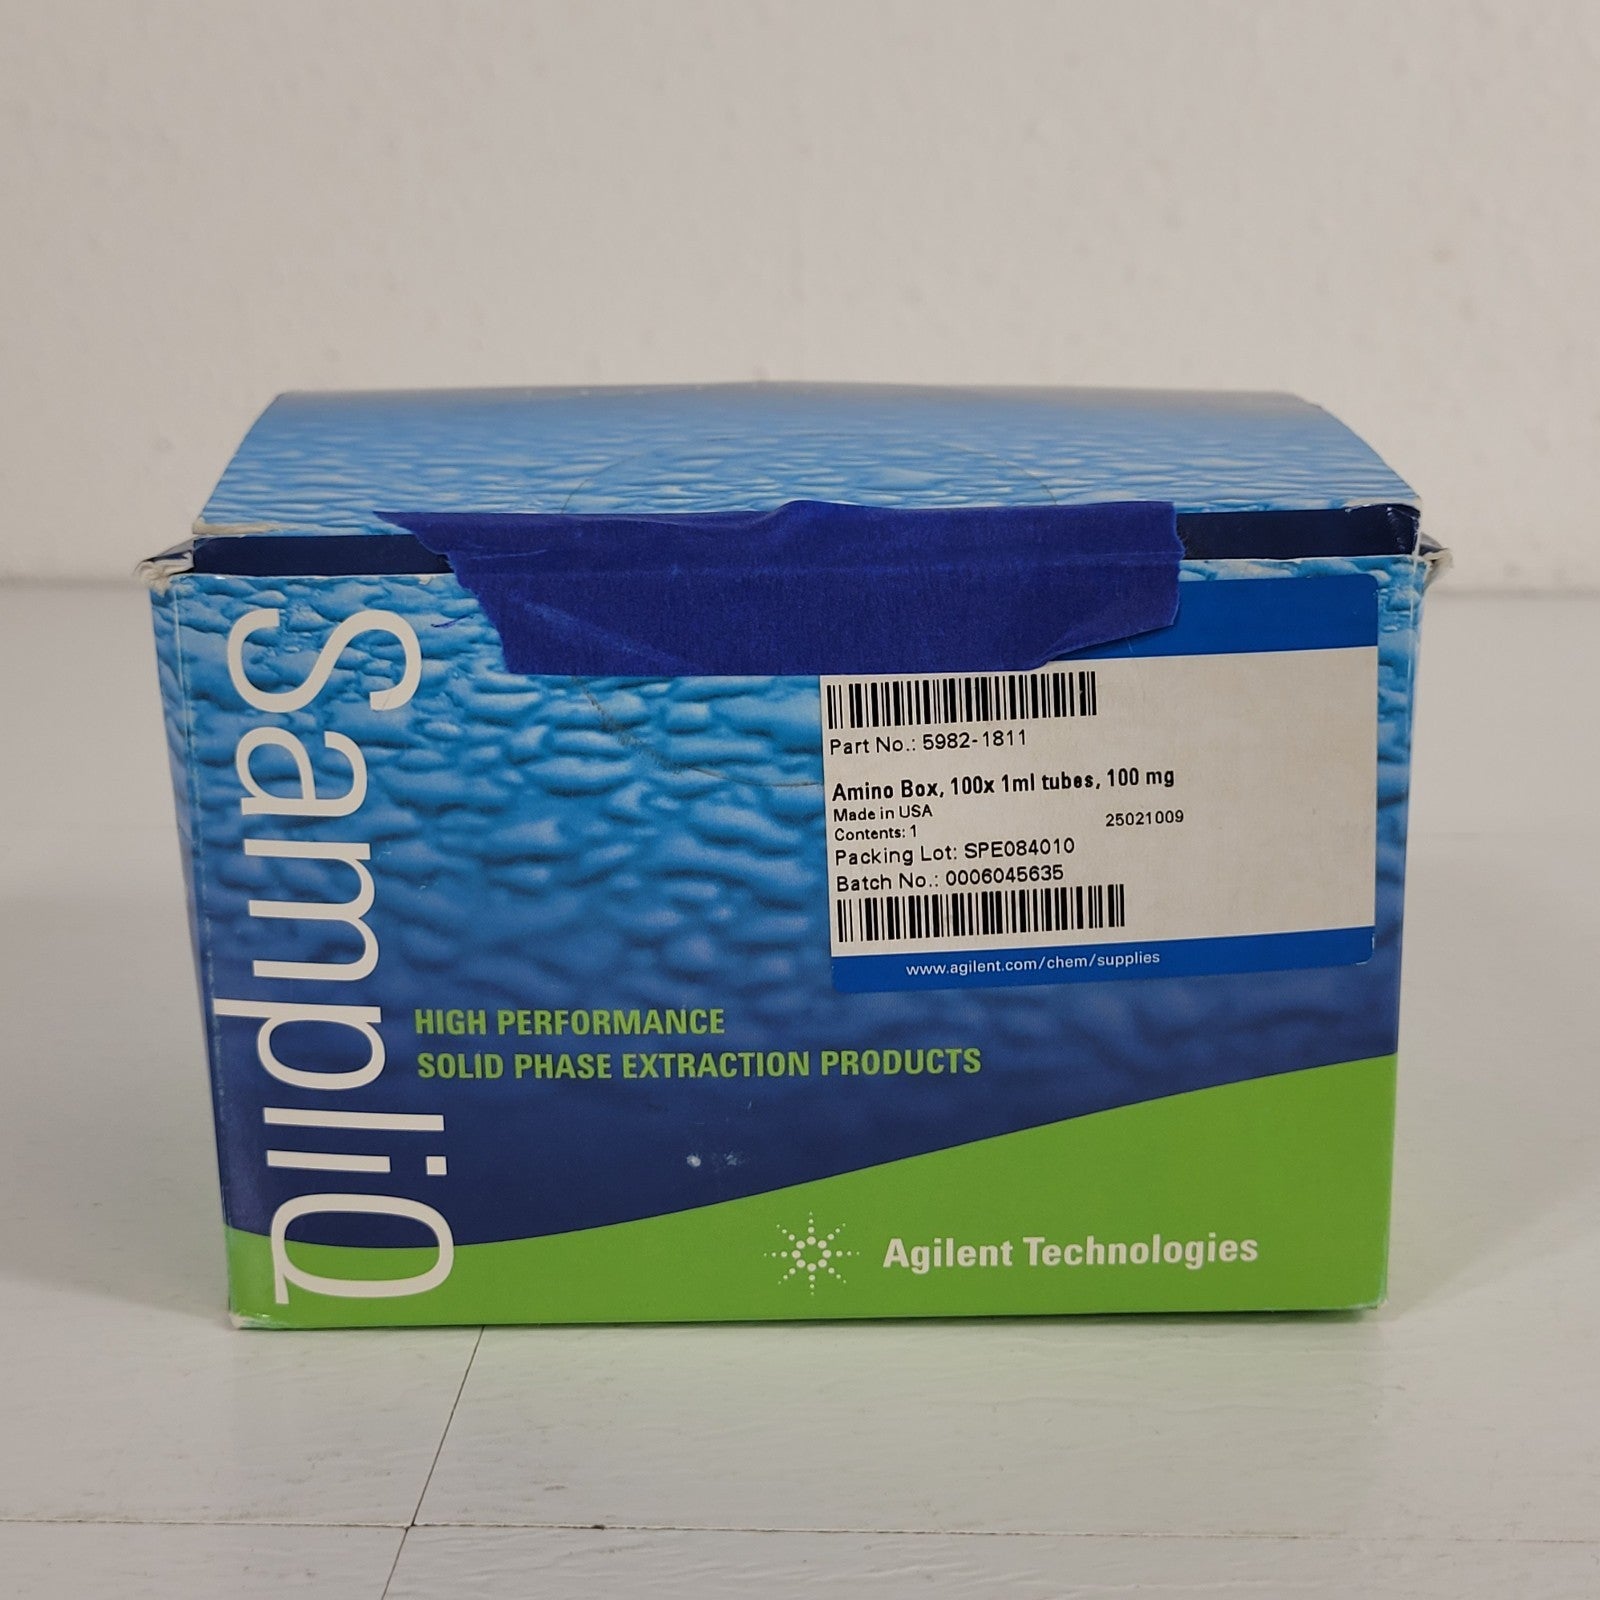 SampliQ
Part No.: 5982-1811
Amino Box, 100x 1ml tubes, 100 mg
Made in USA
Contents: 1
25021009
Packing Lot: SPE084010
Batch No.: 0006045635
www.agilent.com/chem/supplies
HIGH PERFORMANCE
SOLID PHASE EXTRACTION PRODUCTS
Agilent Technologies